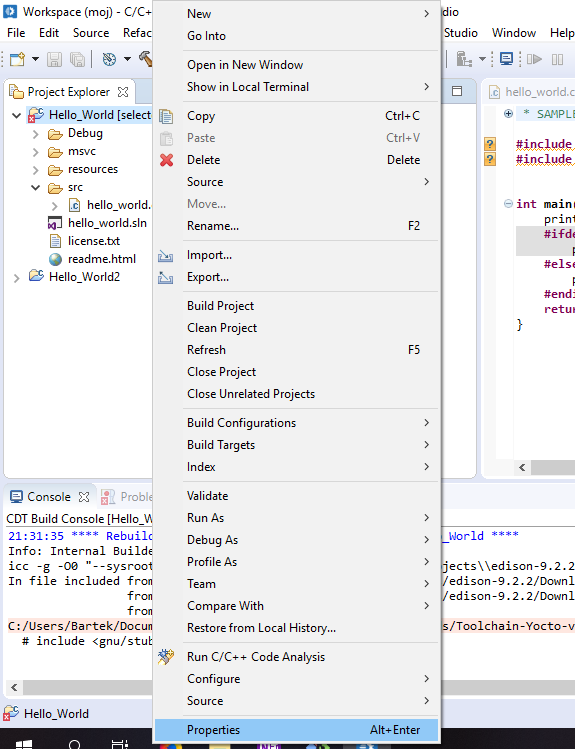 Workspace (moj) - C/C+
dio
File Edit Source Refac
Studio Window Help
Project Explorer
Hello_World [select
Debug
msvc
resources
src
hello_world.
hello_world.sln
license.txt
readme.html
Hello_World2
New
Go Into
Open in New Window
Show in Local Terminal
Copy Ctrl+C
Paste Ctrl+V
Delete Delete
Source
Move...
Rename... F2
Import...
Export...
Build Project
Clean Project
Refresh F5
Close Project
Close Unrelated Projects
Build Configurations
Build Targets
Index
Validate
Run As
Debug As
Profile As
Team
Compare With
Restore from Local History...
Run C/C++ Code Analysis
Configure
Source
Properties Alt+Enter
hello_world.c
* SAMPLE
#include
#include
int main(
prin
#ifde
p
#else
p
#endi
retur
}
Console Proble
CDT Build Console [Hello_W
21:31:35 **** Rebuil
_World ****
Info: Internal Builde
icc -g -O0 "--sysroot
jects\\edison-9.2.2/
In file included from
/edison-9.2.2/Downl
from
/edison-9.2.2/Downl
from
C:/Users/Bartek/Docum
s/Toolchain-Yocto-v
# include <gnu/stub
Hello_World